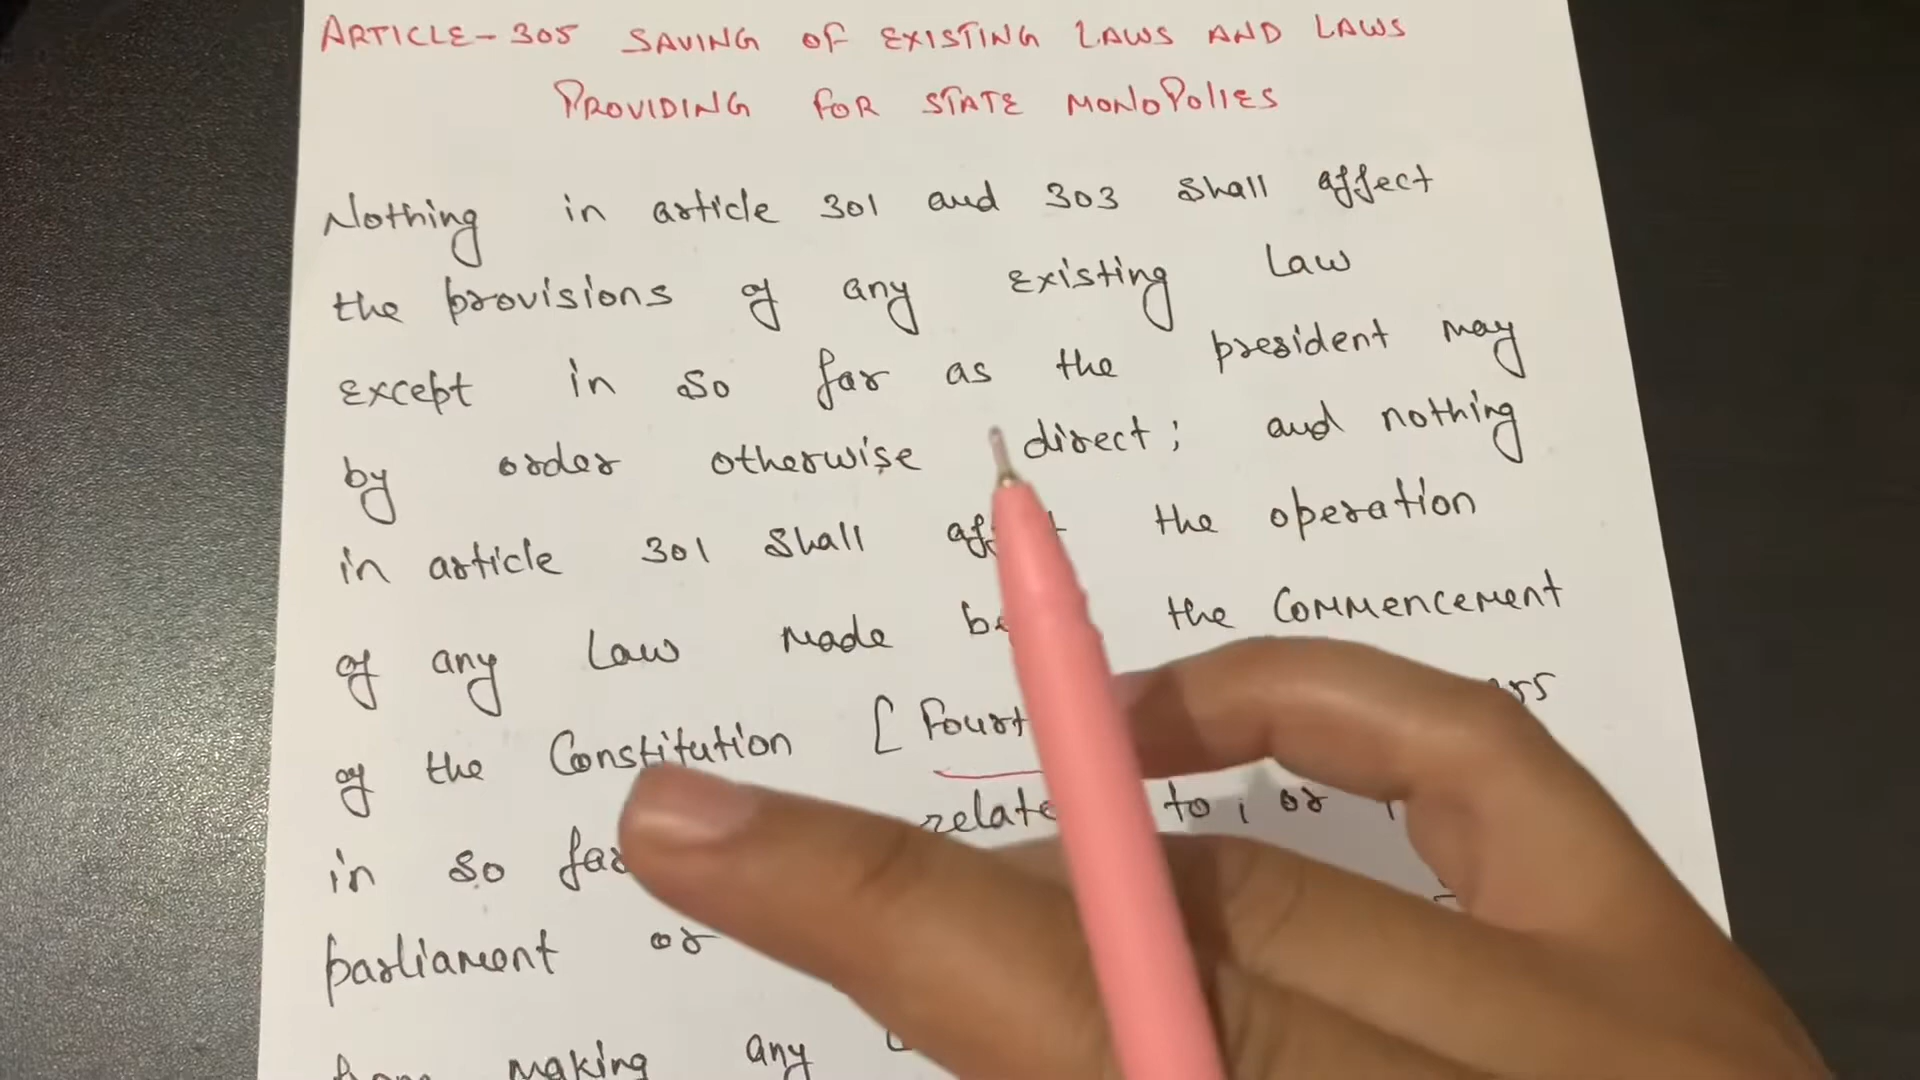 ARTICLE-305 SAVING OF EXISTING LAWS AND LAWS
PROVIDING FOR STATE MONOPOLIES
Nothing in article 301 and 303 shall affect
the provisions of any existing law
except in so far as the president may
by order otherwise direct; and nothing
in article 301 shall the operation
of any law made the commencement
of the Constitution [
in so far relate to, or
parliament or
making any